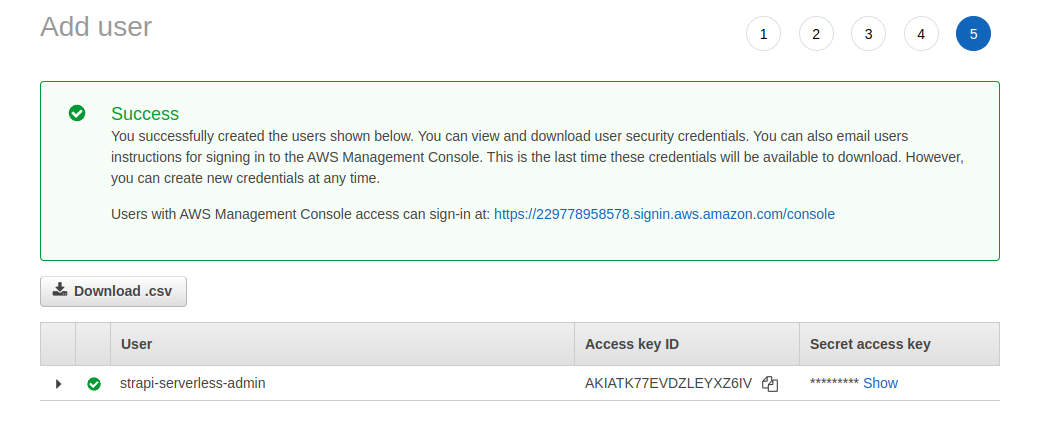 Add user
1 2 3 4 5
Success
You successfully created the users shown below. You can view and download user security credentials. You can also email users
instructions for signing in to the AWS Management Console. This is the last time these credentials will be available to download. However,
you can create new credentials at any time.
Users with AWS Management Console access can sign-in at: https://229778958578.signin.aws.amazon.com/console
Download .csv
User Access key ID Secret access key
strapi-serverless-admin AKIATK77EVDZLEYXZ6IV ********* Show